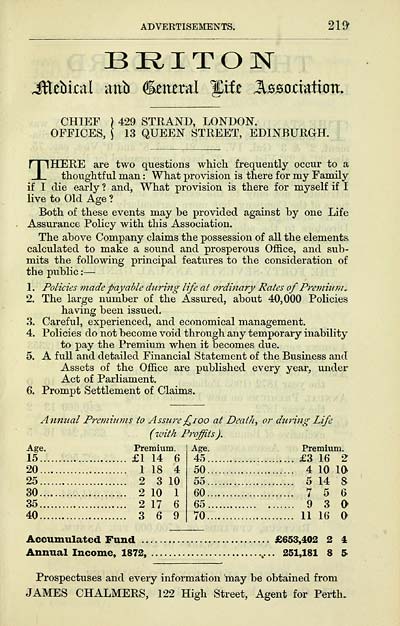 ADVERTISEMENTS. 219
BRITON
Medical and General Life Association.
CHIEF } 429 STRAND, LONDON.
OFFICES, } 13 QUEEN STREET, EDINBURGH.
THERE are two questions which frequently occur to a
thoughtful man: What provision is there for my Family
if I die early? and, What provision is there for myself if I
live to Old Age?
Both of these events may be provided against by one Life
Assurance Policy with this Association.
The above Company claims the possession of all the elements
calculated to make a sound and prosperous Office, and sub-
mits the following principal features to the consideration of
the public:—
1. Policies made payable during life at ordinary Rates of Premium.
2. The large number of the Assured, about 40,000 Policies
having been issued.
3. Careful, experienced, and economical management.
4. Policies do not become void through any temporary inability
to pay the Premium when it becomes due.
5. A full and detailed Financial Statement of the Business and
Assets of the Office are published every year, under
Act of Parliament.
6. Prompt Settlement of Claims.
Annual Premiums to Assure £100 at Death, or during Life
(with Profits).
Age. Premium. Age. Premium.
15 ........ £1 14 6 45 ........ £3 16 2
20 ........ 1 18 4 50 ........ 4 10 10
25 ........ 2 3 10 55 ........ 5 14 8
30 ........ 2 10 1 60 ........ 7 5 6
35 ........ 2 17 6 65 ........ 9 3 0
40 ........ 3 6 9 70 ........ 11 16 0
Accumulated Fund ........ £653,402 2 4
Annual Income, 1872, ........ 251,181 8 5
Prospectuses and every information may be obtained from
JAMES CHALMERS, 122 High Street, Agent for Perth.